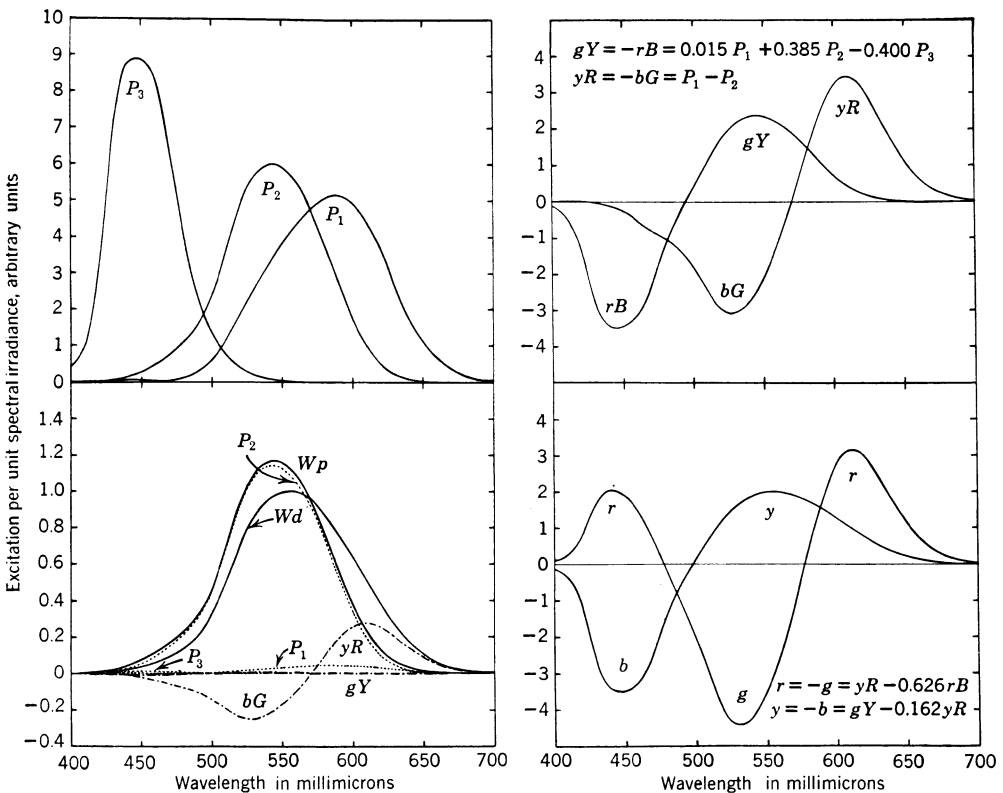 Excitation per unit spectral irradiance, arbitrary units
10
9
8
7
6
5
4
3
2
1
0
P₃
P₂
P₁
gY = −rB = 0.015 P₁ + 0.385 P₂ − 0.400 P₃
yR = −bG = P₁ − P₂
4
3
2
1
0
−1
−2
−3
−4
yR
gY
rB
bG
1.4
1.2
1.0
0.8
0.6
0.4
0.2
0
−0.2
−0.4
P₂
Wp
Wd
P₃
P₁
yR
gY
bG
400 450 500 550 600 650 700
Wavelength in millimicrons
4
3
2
1
0
−1
−2
−3
−4
r
r
y
b
g
r = −g = yR − 0.626 rB
y = −b = gY − 0.162 yR
400 450 500 550 600 650 700
Wavelength in millimicrons